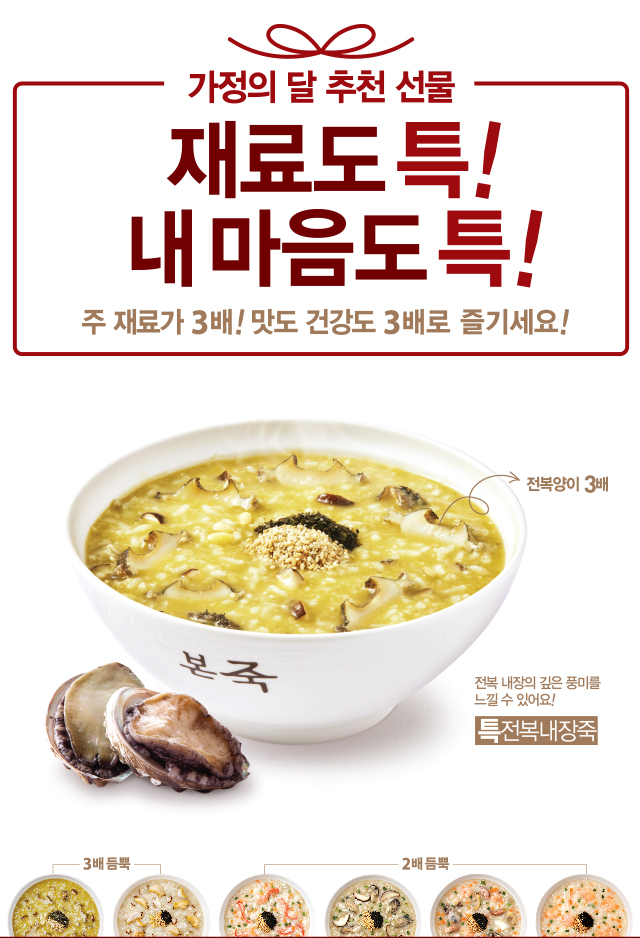 가정의 달 추천 선물
재료도 특!
내 마음도 특!
주 재료가 3배! 맛도 건강도 3배로 즐기세요!
전복양이 3배
본죽
전복 내장의 깊은 풍미를
느낄 수 있어요!
특전복내장죽
3배 듬뿍
2배 듬뿍